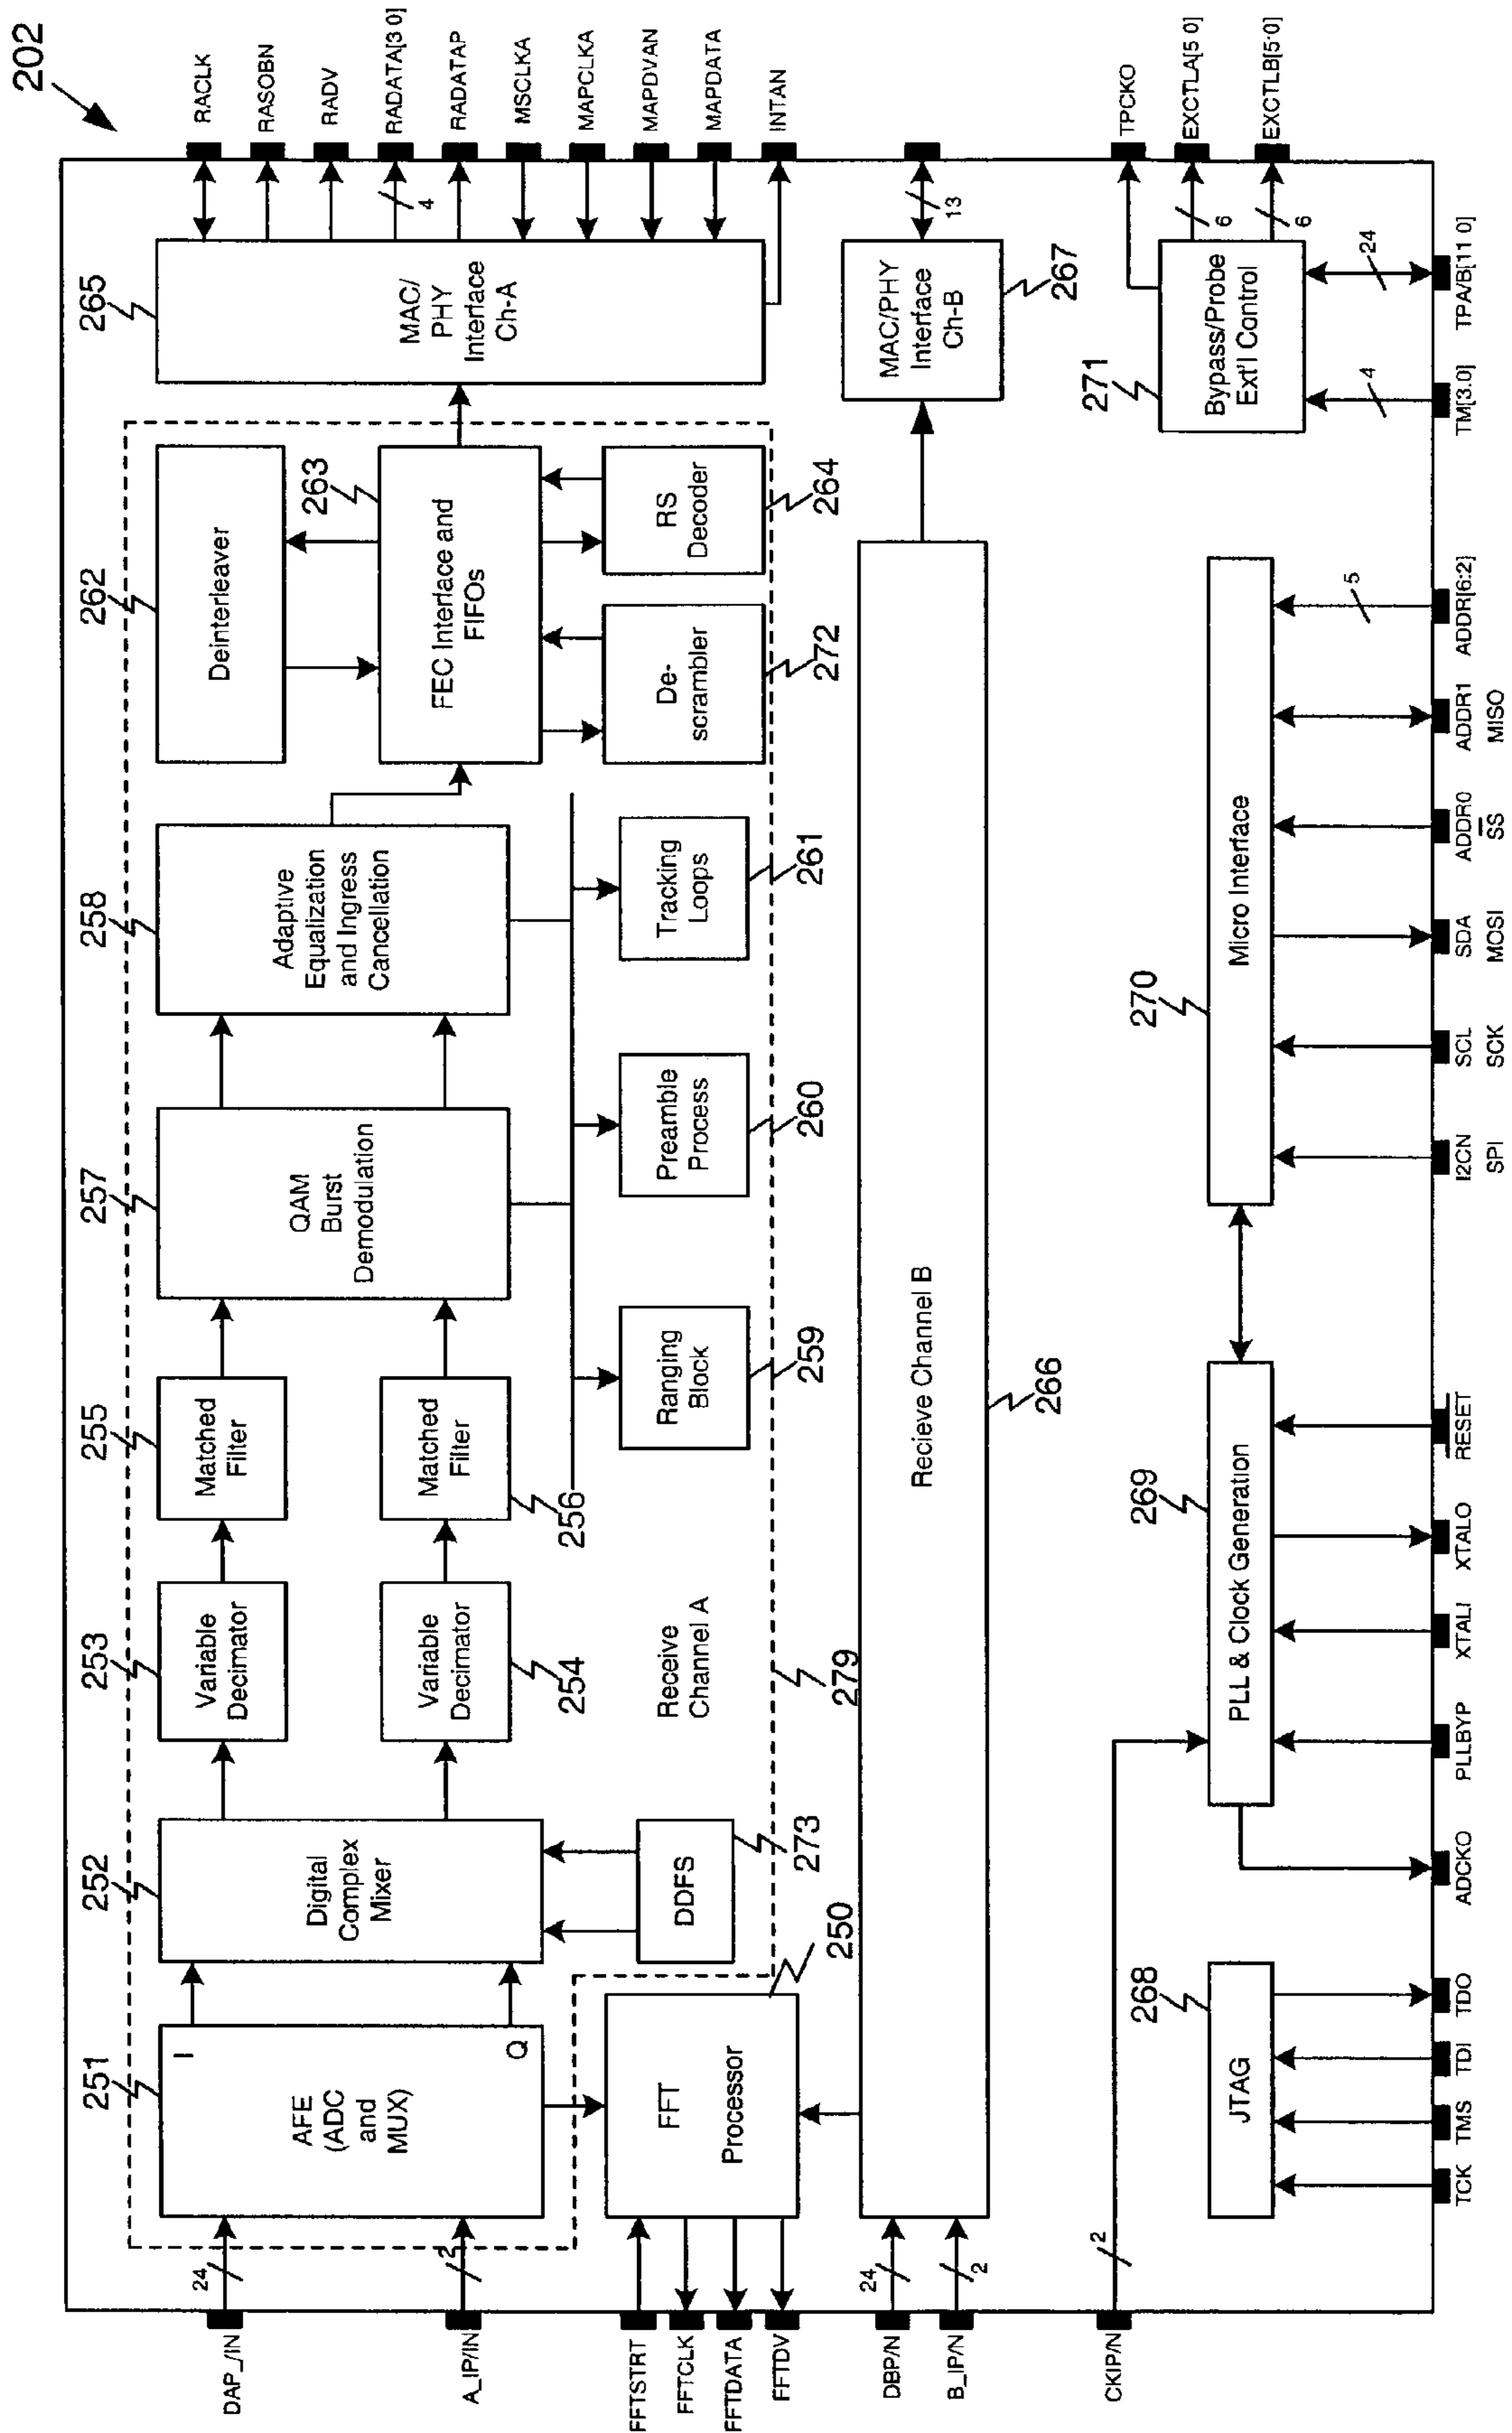 202
RACLK
RASOBN
RADV
RADATA[3 0]
RADATAP
MSCLKA
MAPCLKA
MAPDVAN
MAPDATA
INTAN
TPCKO
EXCTLA[5 0]
EXCTLB[5:0]
4
13
6
6
265
MAC/
PHY
Interface
Ch-A
MAC/PHY
Interface
Ch-B
267
271
Bypass/Probe
Ext'l Control
24
TPA/B[11 0]
4
TM[3.0]
262
Deinterleaver
263
FEC Interface and
FIFOs
RS
Decoder
264
De-
scrambler
272
258
Adaptive
Equalization
and Ingress
Cancellation
Tracking
Loops
261
257
QAM
Burst
Demodulation
Preamble
Process
260
Ranging
Block
259
255
Matched
Filter
Matched
Filter
256
253
Variable
Decimator
Variable
Decimator
254
Receive
Channel A
279
252
Digital
Complex
Mixer
DDFS
273
251
I
Q
AFE
(ADC
and
MUX)
250
FFT
Processor
Recieve Channel B
266
24
DAP_/IN
2
A_IP/IN
FFTSTRT
FFTCLK
FFTDATA
FFTDV
24
DBP/N
2
B_IP/N
2
CKIP/N
270
Micro Interface
5
ADDR[6:2]
ADDR1
MISO
ADDR0
SS
SDA
MOSI
SCL
SCK
I2CN
SPI
269
PLL & Clock Generation
RESET
XTALO
XTALI
PLLBYP
ADCKO
268
JTAG
TDO
TDI
TMS
TCK